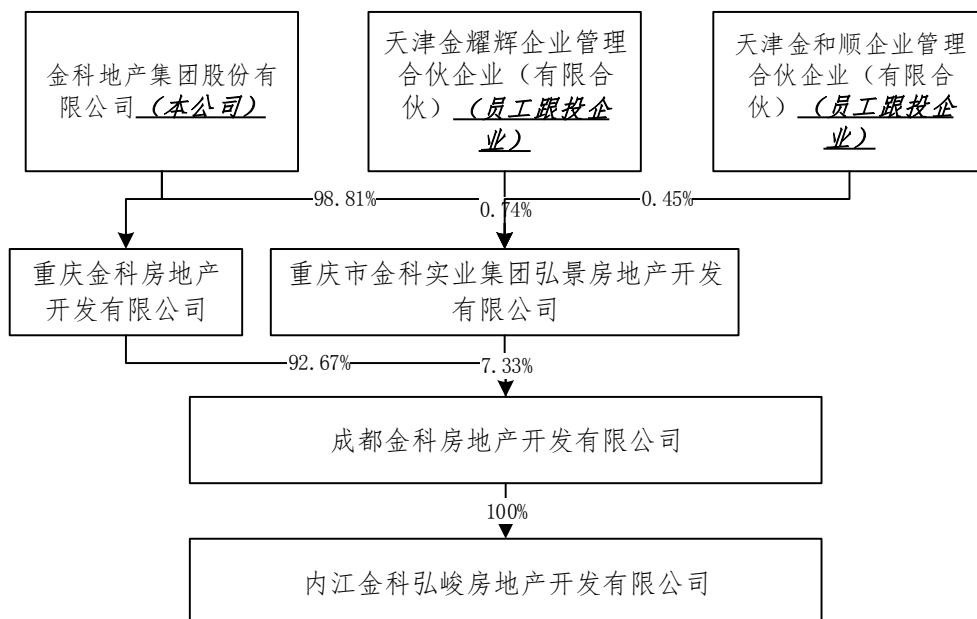 金科地产集团股份有
限公司（本公司）
天津金耀辉企业管理
合伙企业（有限合
伙）（员工跟投企
业）
天津金和顺企业管理
合伙企业（有限合
伙）（员工跟投企
业）
98.81%
0.74%
0.45%
重庆金科房地产
开发有限公司
重庆市金科实业集团弘景房地产开发
有限公司
92.67%
7.33%
成都金科房地产开发有限公司
100%
内江金科弘峻房地产开发有限公司